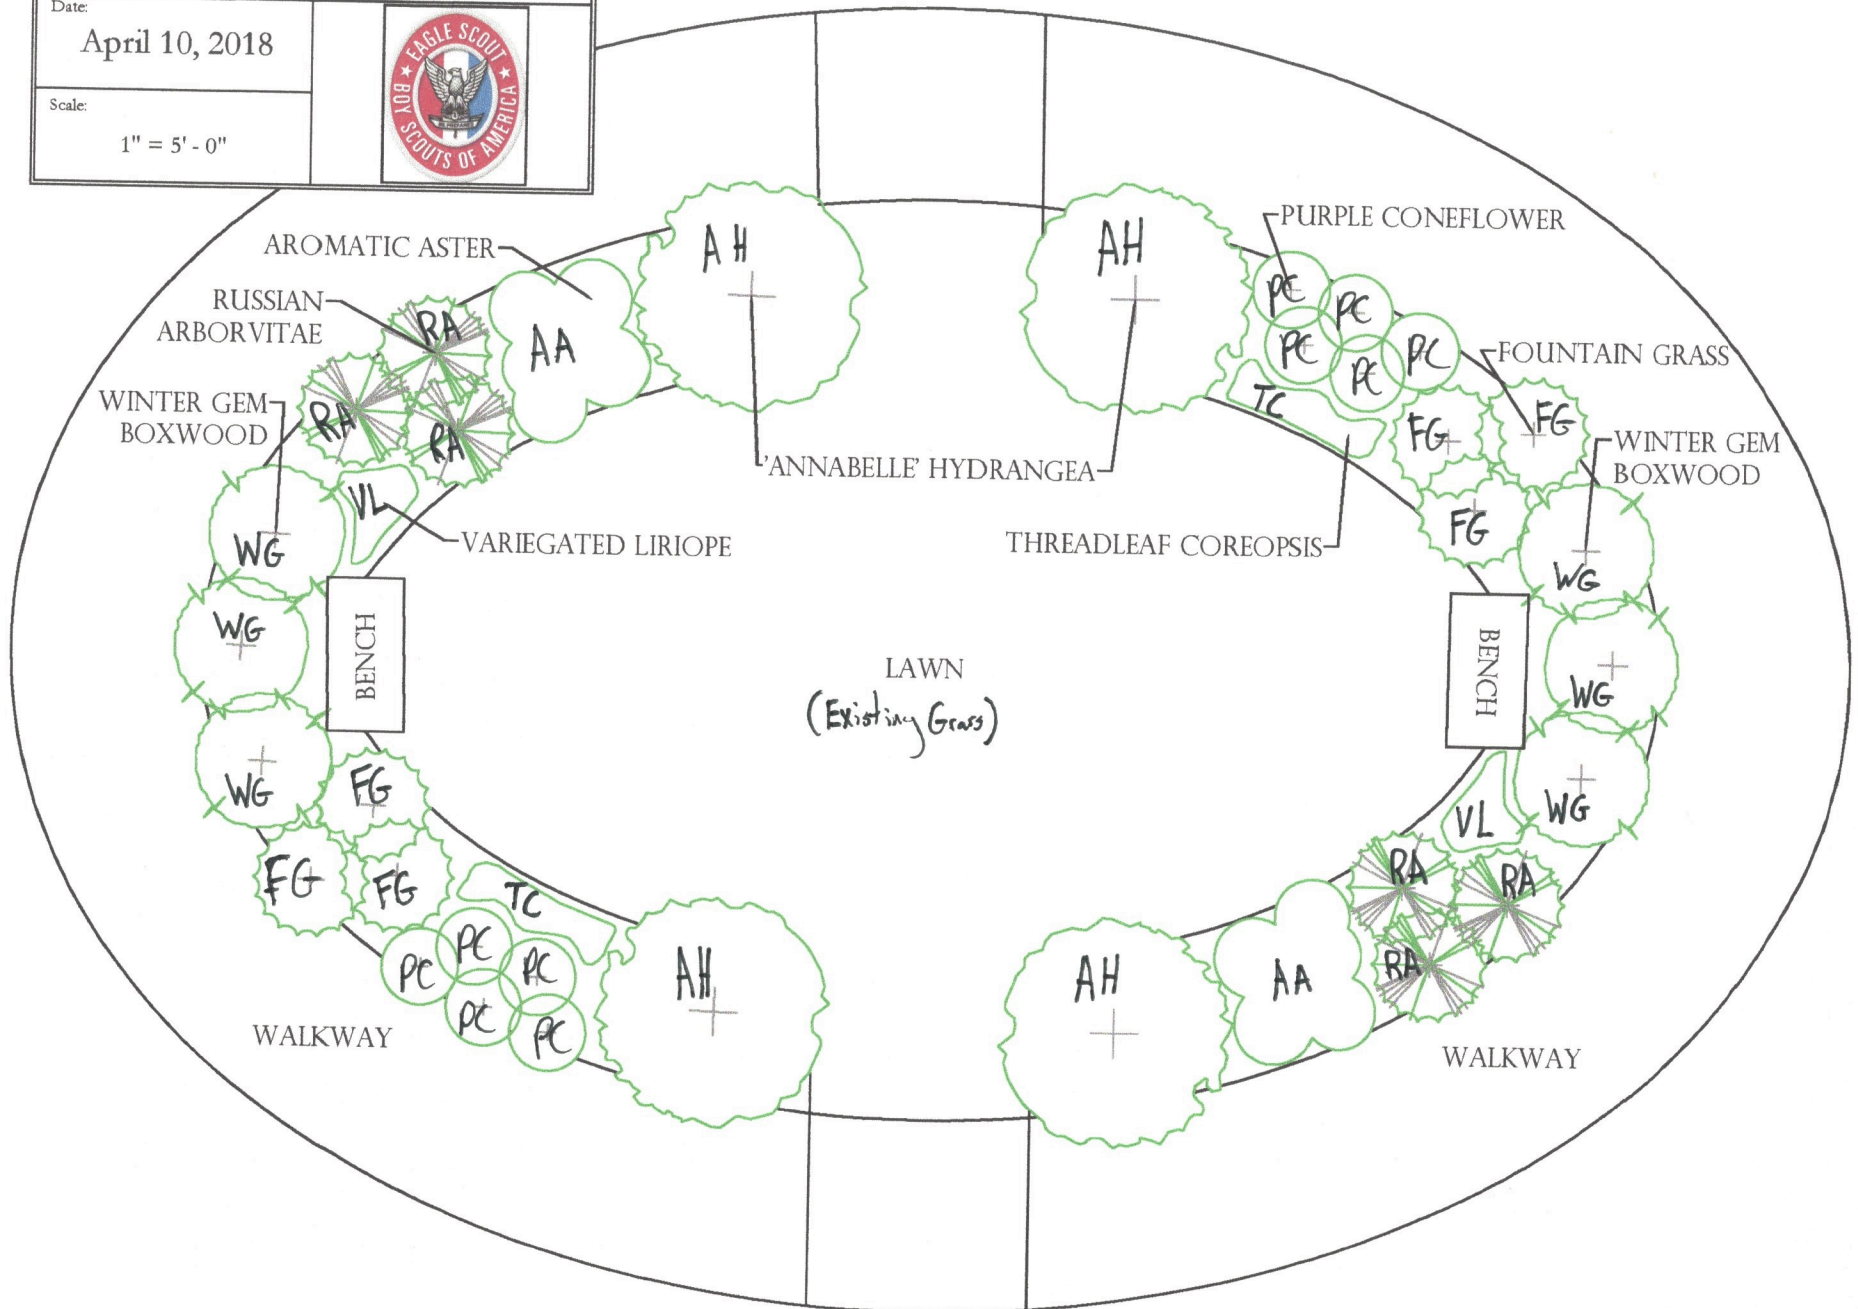 Date:
April 10, 2018
Scale:
1" = 5' - 0"
EAGLE SCOUT
BOY SCOUTS OF AMERICA
AH
AH
PURPLE CONEFLOWER
AROMATIC ASTER
PC
PC
RUSSIAN
ARBORVITAE
RA
AA
PC
PC
PC
FOUNTAIN GRASS
WINTER GEM
BOXWOOD
RA
RA
TC
FG
FG
WINTER GEM
BOXWOOD
'ANNABELLE' HYDRANGEA
VL
VARIEGATED LIRIOPE
THREADLEAF COREOPSIS
FG
WG
WG
WG
BENCH
LAWN
(Existing Grass)
BENCH
WG
WG
FG
VL
WG
FG
FG
TC
RA
RA
PC
PC
PC
AH
AH
AA
RA
PC
PC
WALKWAY
WALKWAY